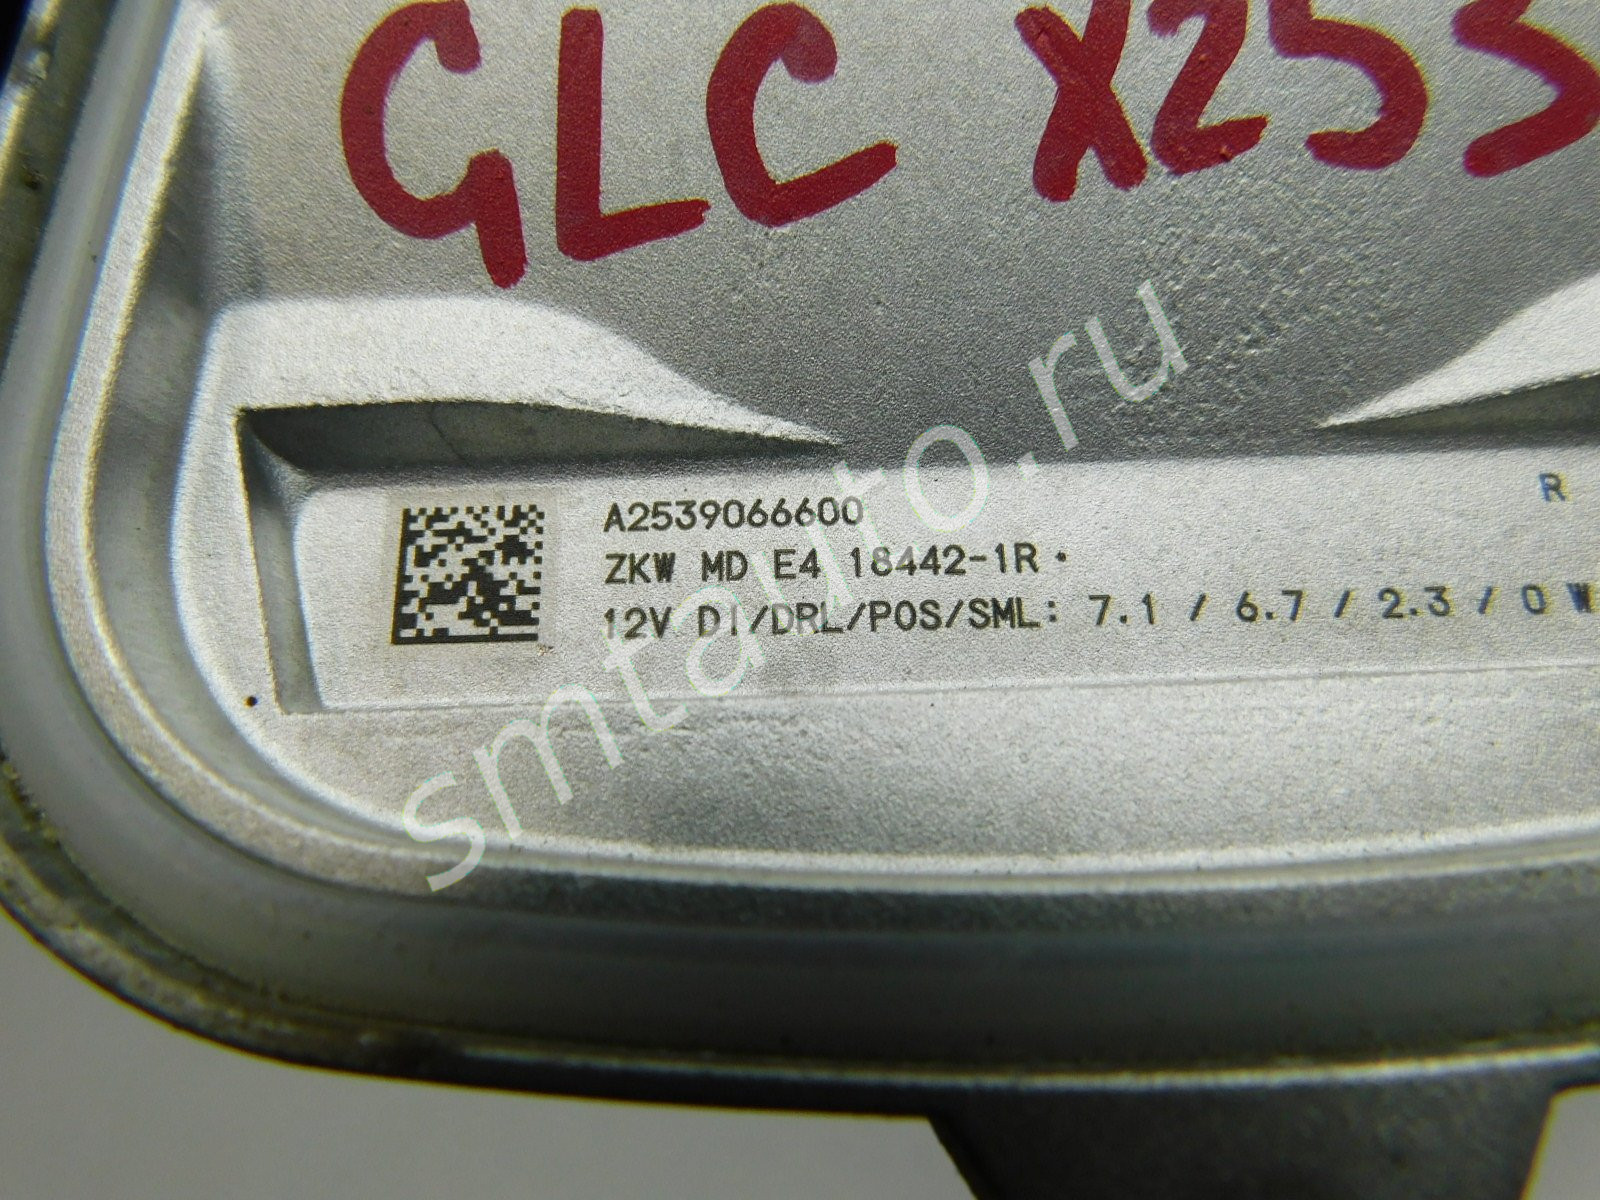 GLC X253
R
A2539066600
ZKW MD E4 18442-1R •
12V DI/DRL/POS/SML: 7.1 / 6.7 / 2.3 / 0 W
smtauto.ru